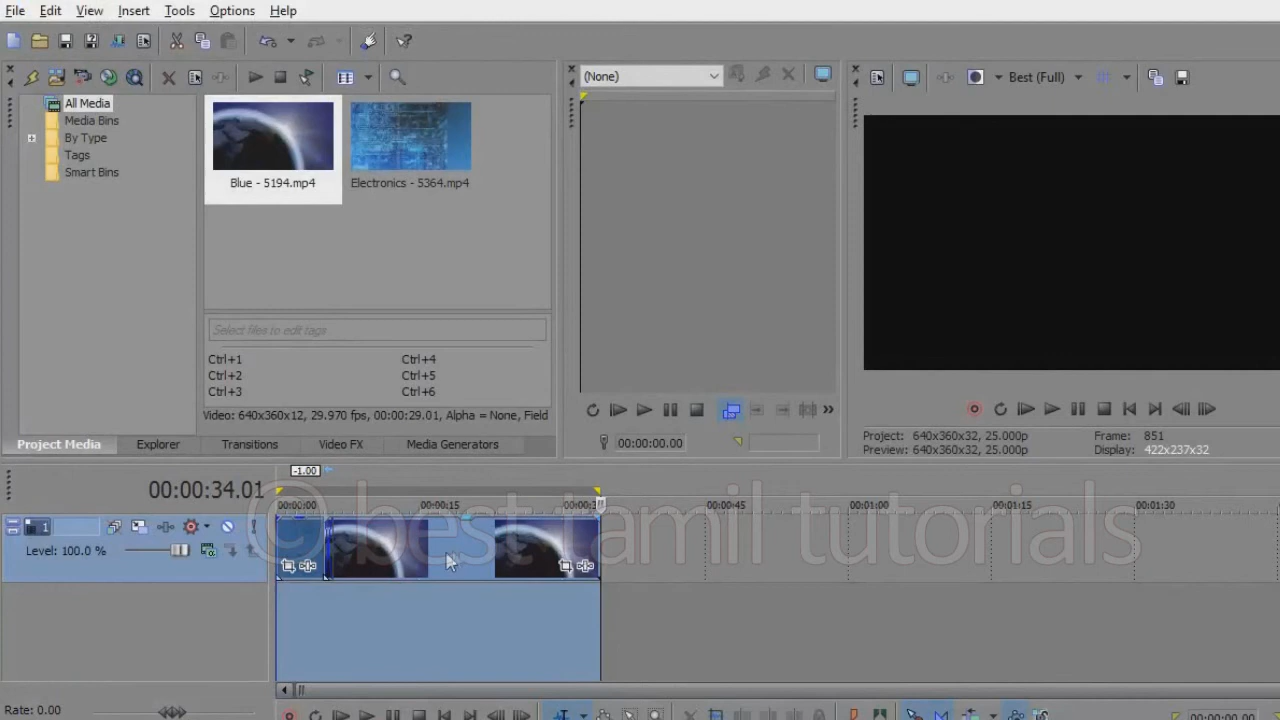 File Edit View Insert Tools Options Help
(None)
Best (Full)
All Media
Media Bins
By Type
Tags
Smart Bins
Blue - 5194.mp4
Electronics - 5364.mp4
Select files to edit tags
Ctrl+1 Ctrl+4
Ctrl+2 Ctrl+5
Ctrl+3 Ctrl+6
Video: 640x360x12, 29.970 fps, 00:00:29.01, Alpha = None, Field
Project Media Explorer Transitions Video FX Media Generators
00:00:00.00
Project: 640x360x32, 25.000p Frame: 851
Preview: 640x360x32, 25.000p Display: 422x237x32
-1.00
00:00:34.01
00:00:00 00:00:15 00:00:45 00:01:00 00:01:15 00:01:30
1
Level: 100.0 %
© best tamil tutorials
Rate: 0.00